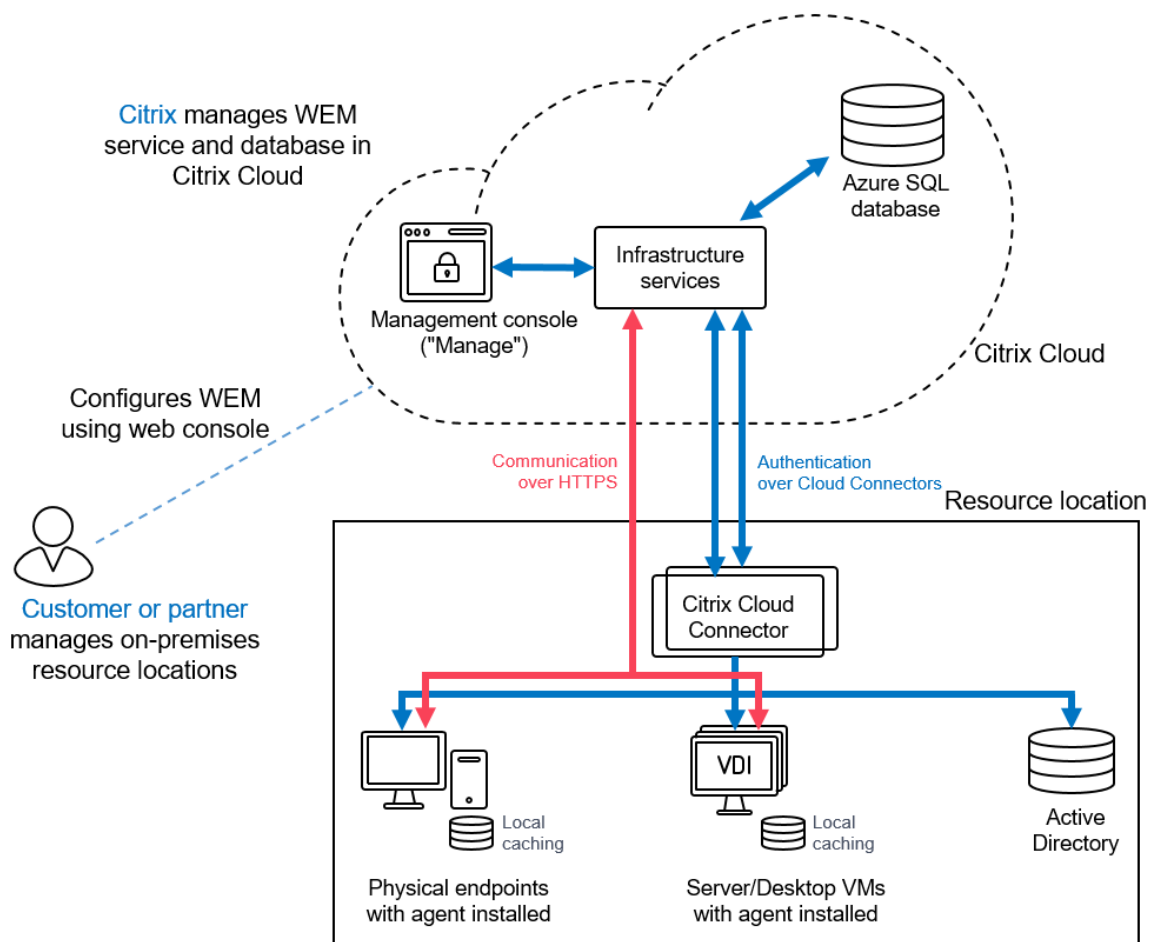 Citrix manages WEM
service and database in
Citrix Cloud
Azure SQL
database
Infrastructure
services
Management console
("Manage")
Citrix Cloud
Configures WEM
using web console
Communication
over HTTPS
Authentication
over Cloud Connectors
Resource location
Customer or partner
manages on-premises
resource locations
Citrix Cloud
Connector
VDI
Local
caching
Local
caching
Active
Directory
Physical endpoints
with agent installed
Server/Desktop VMs
with agent installed